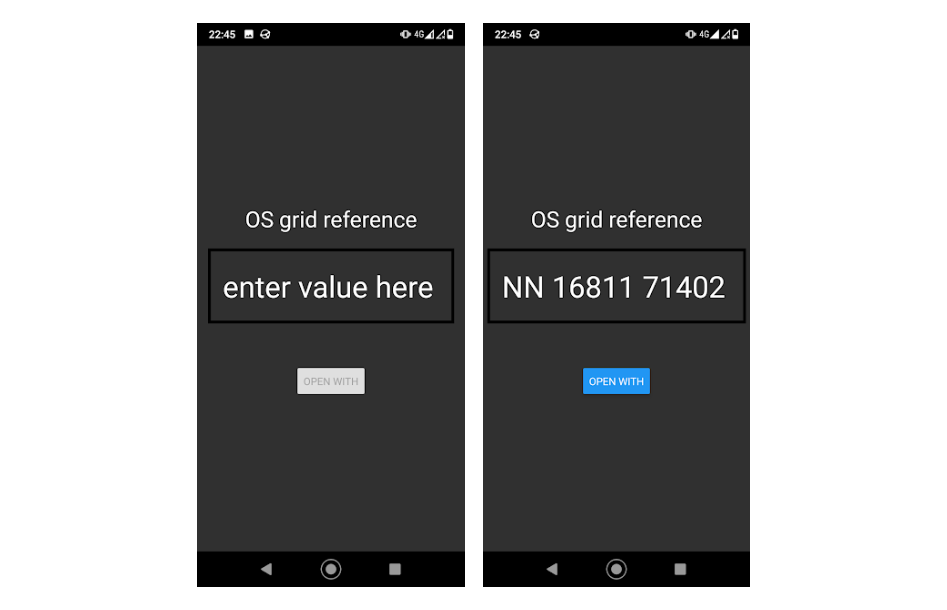 22:45 4G
OS grid reference
enter value here
OPEN WITH
22:45 4G
OS grid reference
NN 16811 71402
OPEN WITH